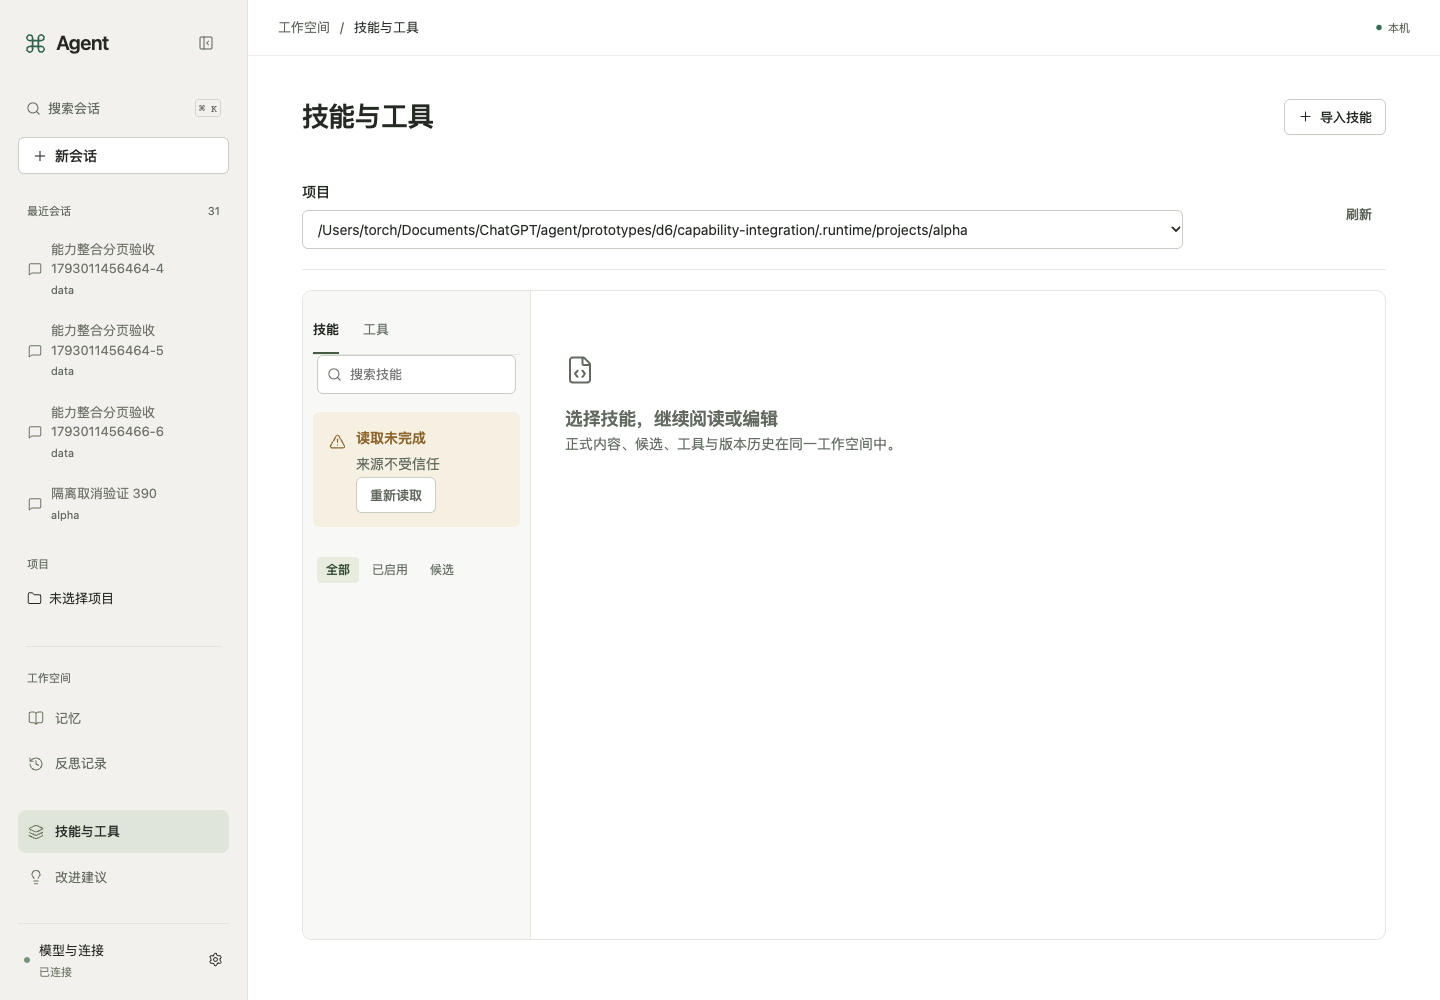 Agent
搜索会话
⌘ K
新会话
最近会话 31
能力整合分页验收
1793011456464-4
data
能力整合分页验收
1793011456464-5
data
能力整合分页验收
1793011456466-6
data
隔离取消验证 390
alpha
项目
未选择项目
工作空间
记忆
反思记录
技能与工具
改进建议
模型与连接
已连接
工作空间 / 技能与工具
本机
技能与工具
导入技能
项目
/Users/torch/Documents/ChatGPT/agent/prototypes/d6/capability-integration/.runtime/projects/alpha
刷新
技能 工具
搜索技能
读取未完成
来源不受信任
重新读取
全部 已启用 候选
选择技能，继续阅读或编辑
正式内容、候选、工具与版本历史在同一工作空间中。